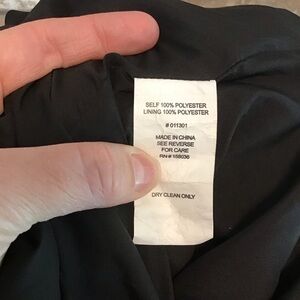 SELF 100% POLYESTER
LINING 100% POLYESTER
# 011301
MADE IN CHINA
SEE REVERSE
FOR CARE
RN # 158036
DRY CLEAN ONLY